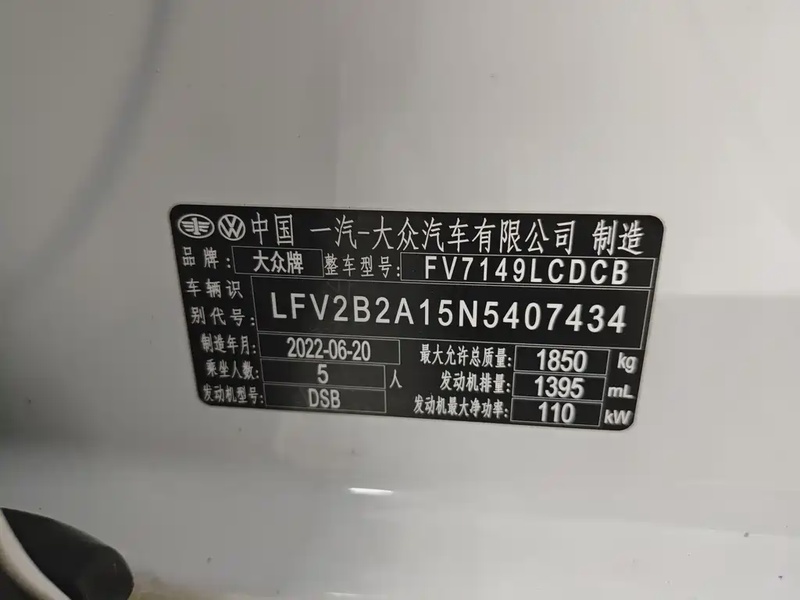 中国 一汽-大众汽车有限公司 制造
品牌: 大众牌 整车型号: FV7149LCDCB
车辆识别代号: LFV2B2A15N5407434
制造年月: 2022-06-20 最大允许总质量: 1850 kg
乘坐人数: 5 人 发动机排量: 1395 mL
发动机型号: DSB 发动机最大净功率: 110 kW